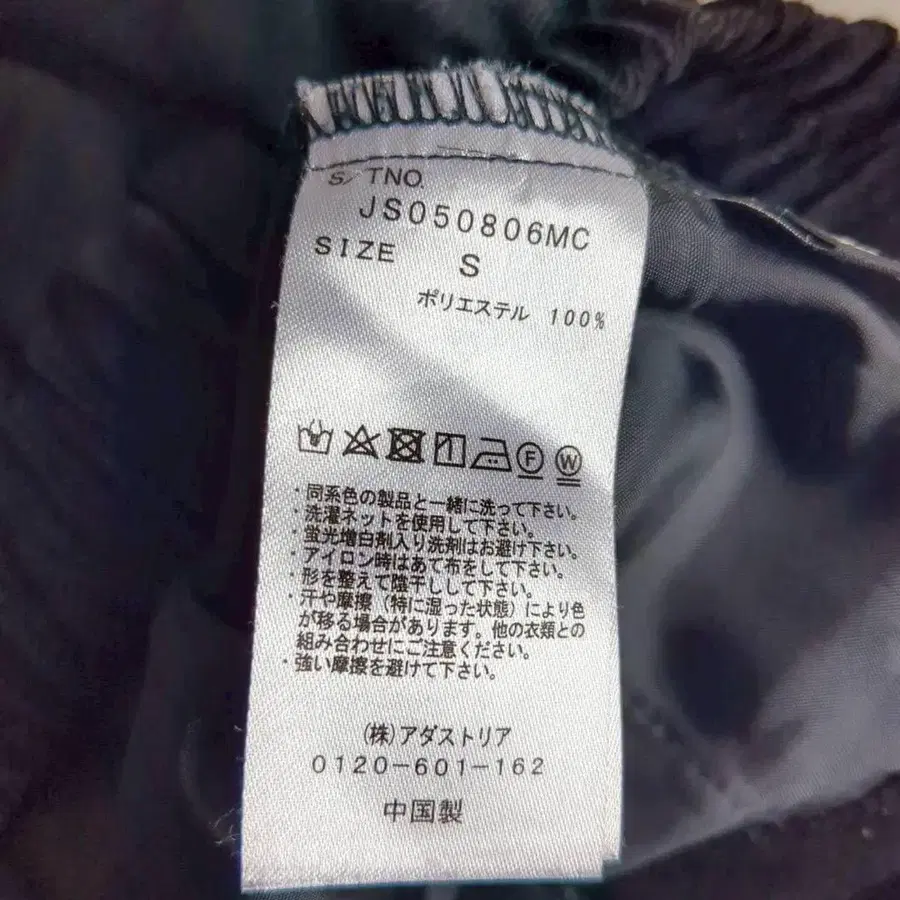 S/TNO.
JS050806MC
SIZE S
ポリエステル 100%
F W
・同系色の製品と一緒に洗って下さい。
・洗濯ネットを使用して下さい。
・蛍光増白剤入り洗剤はお避け下さい。
・アイロン時はあて布をして下さい。
・形を整えて陰干しして下さい。
・汗や摩擦（特に湿った状態）により色
が移る場合があります。他の衣類との
組み合わせにご注意ください。
・強い摩擦を避けて下さい。
(株)アダストリア
0120-601-162
中国製